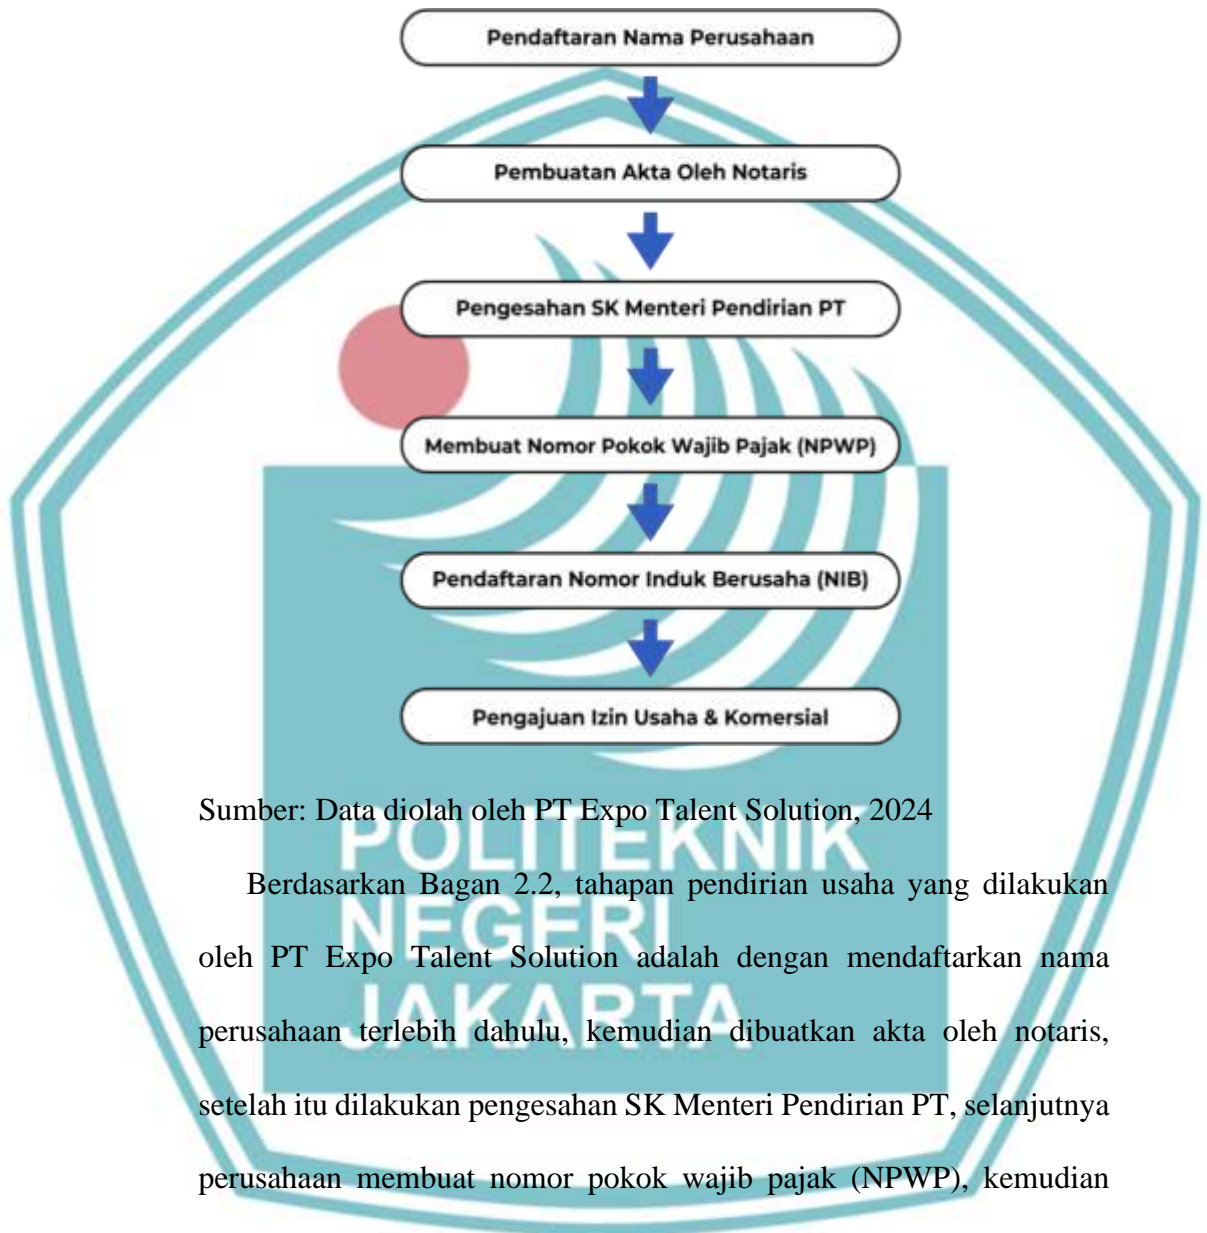 Pendaftaran Nama Perusahaan
Pembuatan Akta Oleh Notaris
Pengesahan SK Menteri Pendirian PT
Membuat Nomor Pokok Wajib Pajak (NPWP)
Pendaftaran Nomor Induk Berusaha (NIB)
Pengajuan Izin Usaha & Komersial
Sumber: Data diolah oleh PT Expo Talent Solution, 2024
Berdasarkan Bagan 2.2, tahapan pendirian usaha yang dilakukan
oleh PT Expo Talent Solution adalah dengan mendaftarkan nama
perusahaan terlebih dahulu, kemudian dibuatkan akta oleh notaris,
setelah itu dilakukan pengesahan SK Menteri Pendirian PT, selanjutnya
perusahaan membuat nomor pokok wajib pajak (NPWP), kemudian
POLITEKNIK
NEGERI
JAKARTA